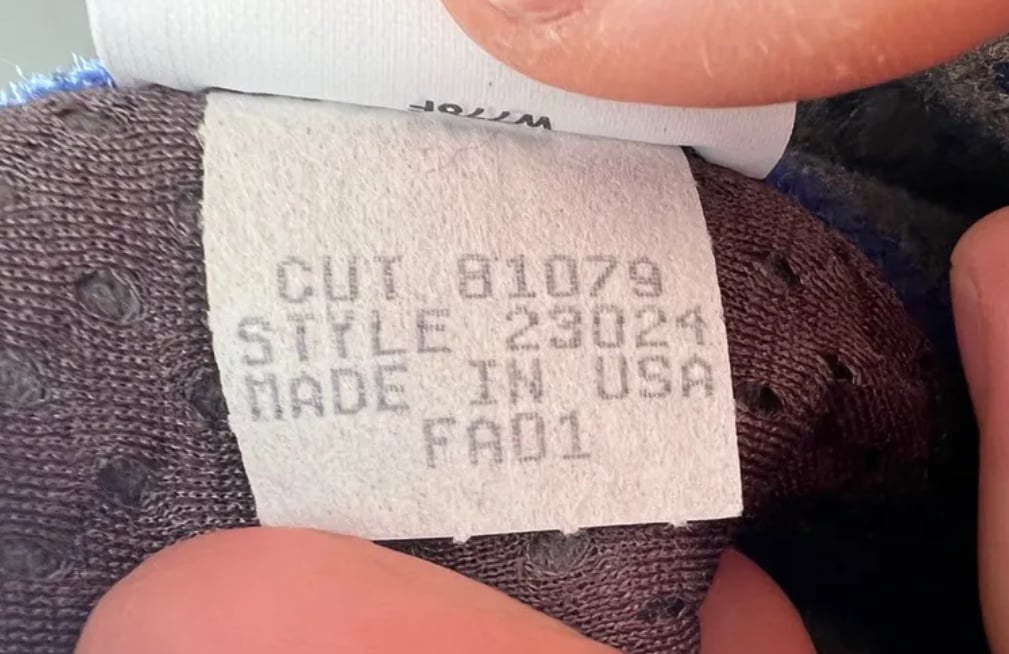 CUT 81079
STYLE 23024
MADE IN USA
FA01